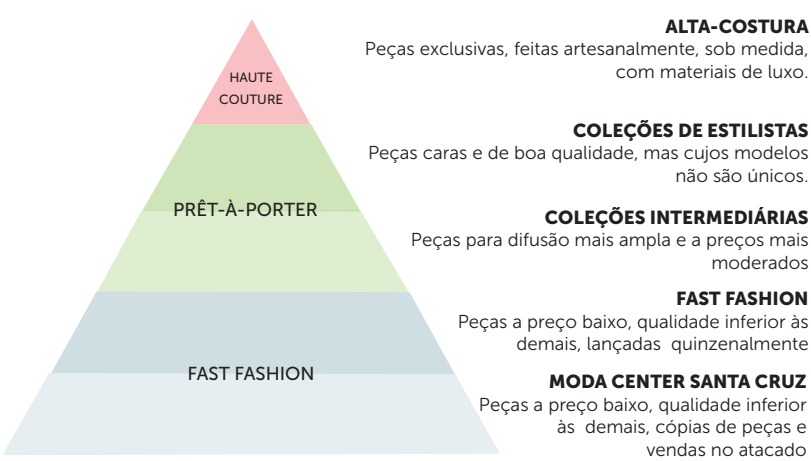 ALTA-COSTURA
Peças exclusivas, feitas artesanalmente, sob medida,
com materiais de luxo.
HAUTE
COUTURE
COLEÇÕES DE ESTILISTAS
Peças caras e de boa qualidade, mas cujos modelos
não são únicos.
PRÊT-À-PORTER
COLEÇÕES INTERMEDIÁRIAS
Peças para difusão mais ampla e a preços mais
moderados
FAST FASHION
Peças a preço baixo, qualidade inferior às
demais, lançadas quinzenalmente
FAST FASHION
MODA CENTER SANTA CRUZ
Peças a preço baixo, qualidade inferior
às demais, cópias de peças e
vendas no atacado